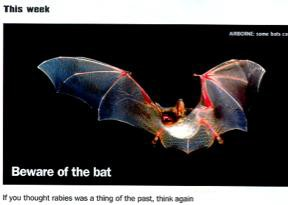 This week
AIRBORNE: some bats ca
Beware of the bat
If you thought rabies was a thing of the past, think again